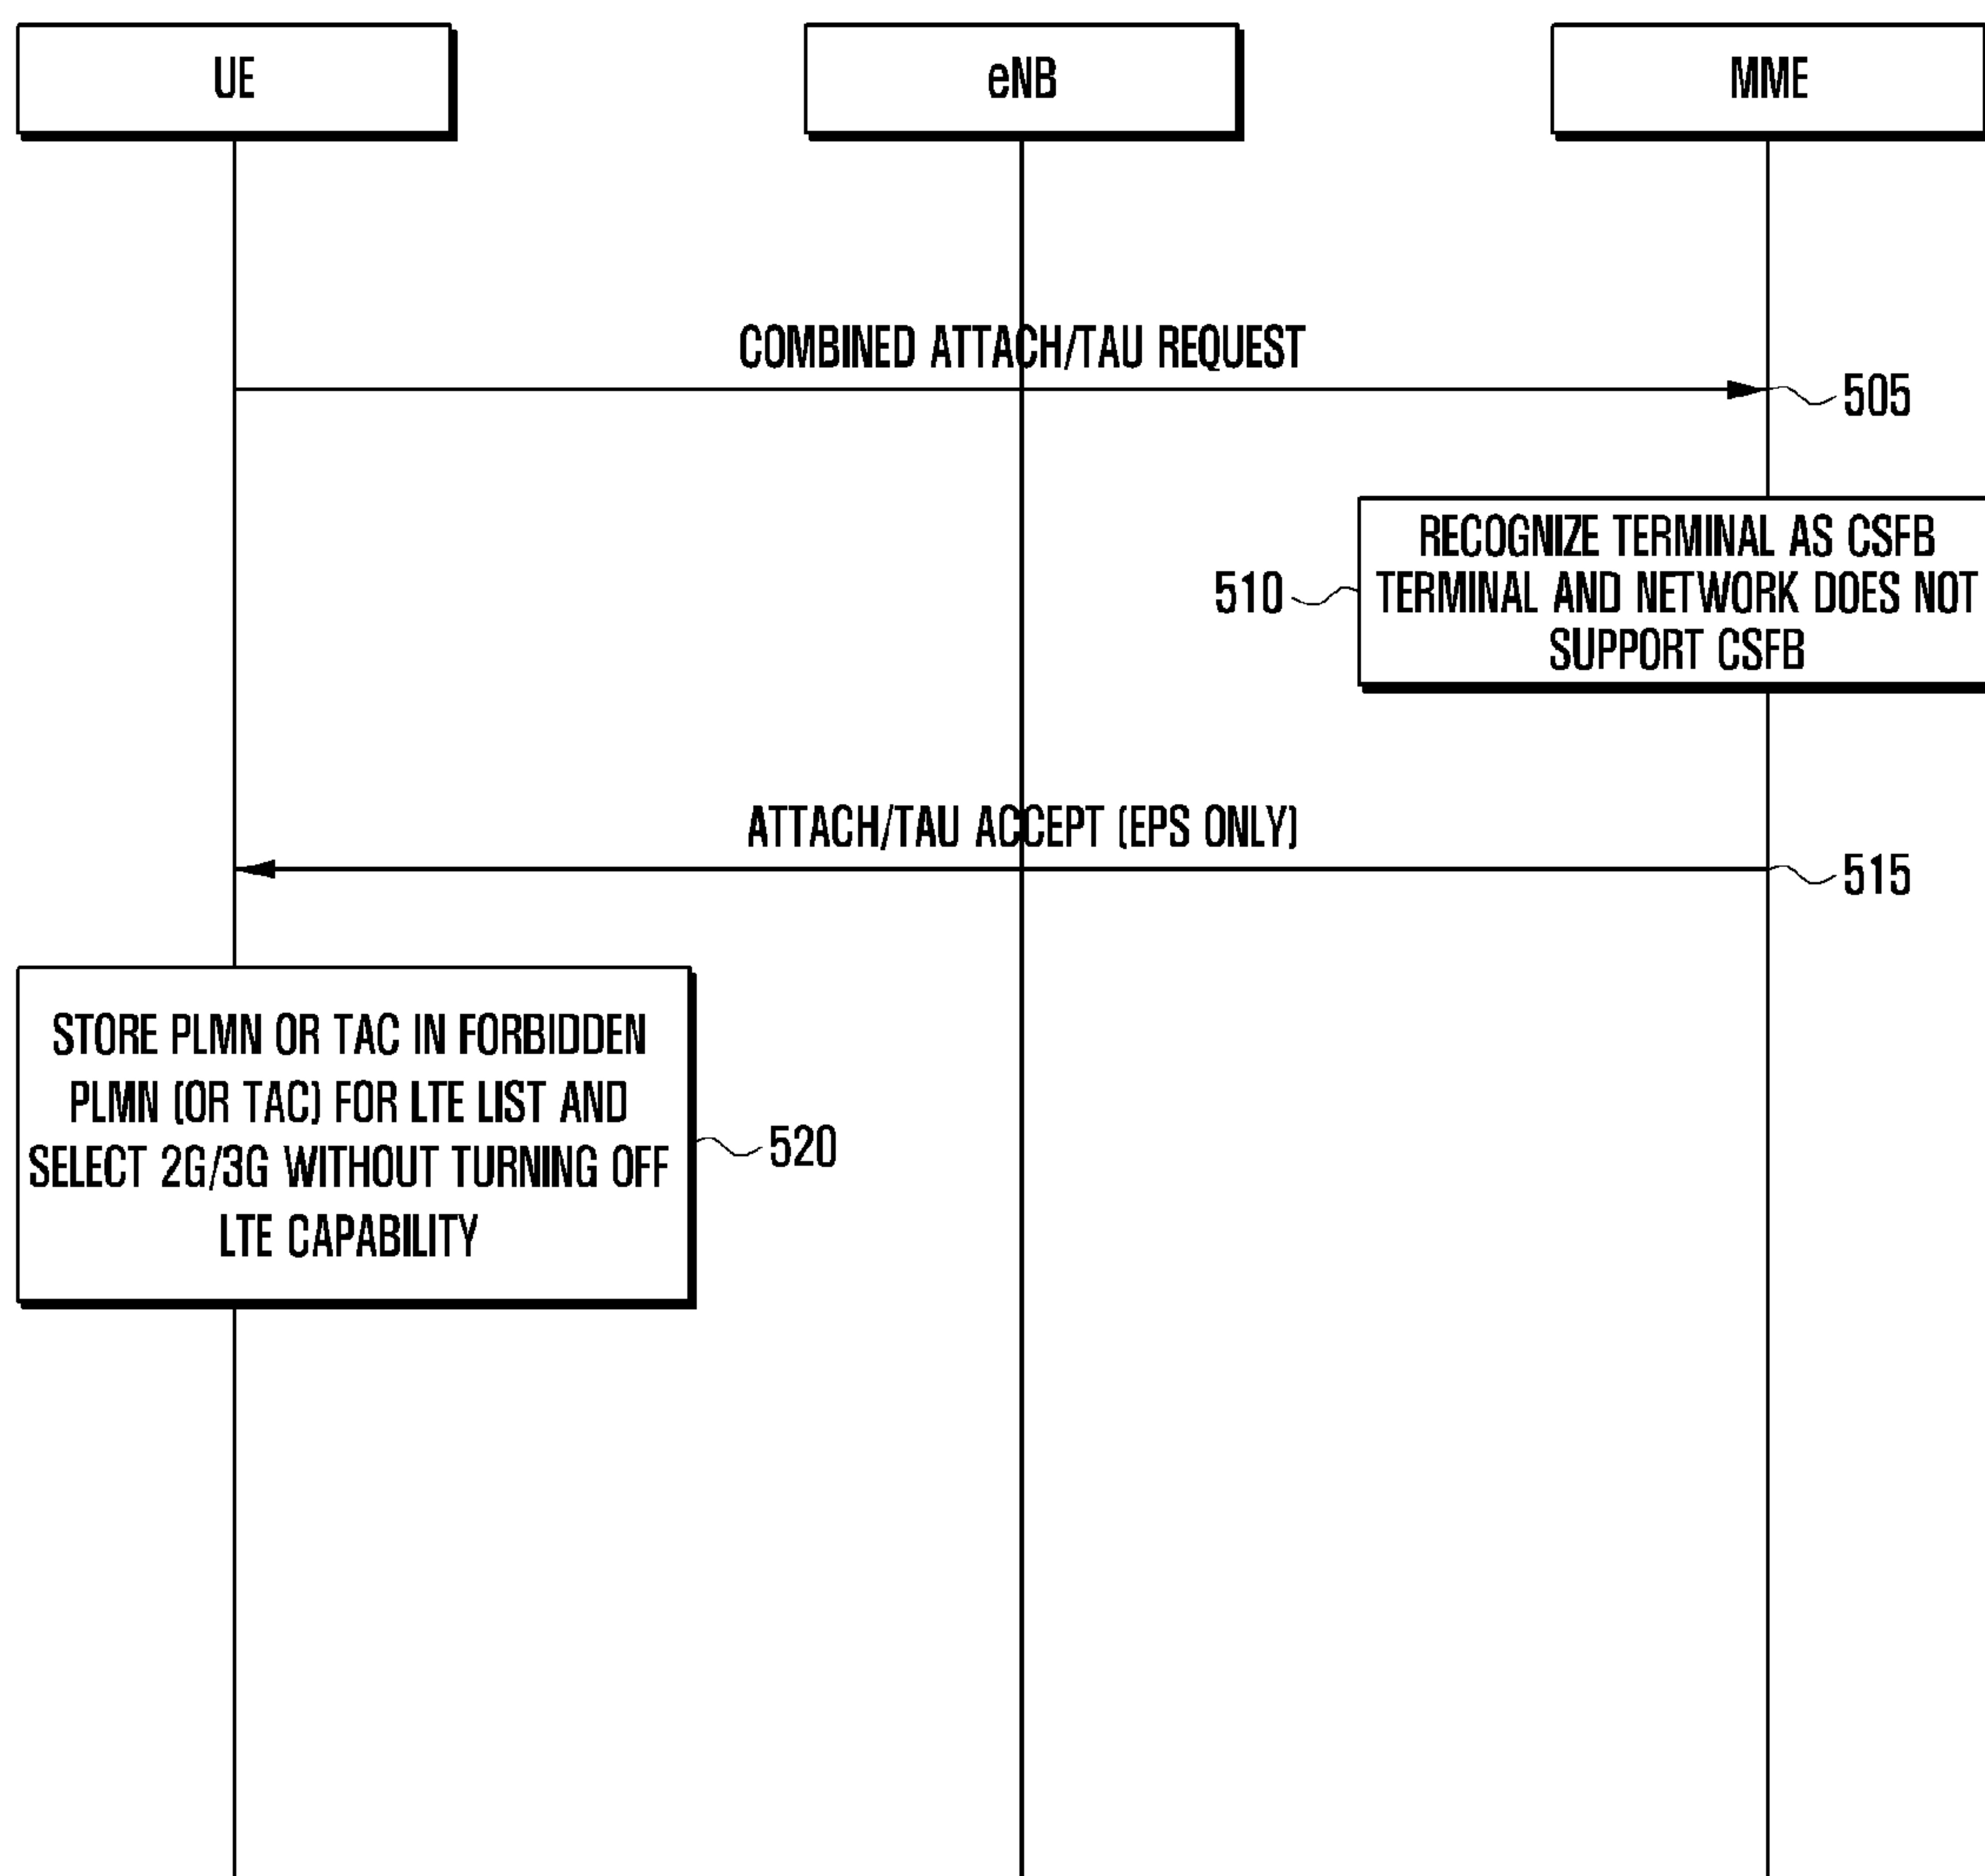 UE
eNB
MME
COMBINED ATTACH/TAU REQUEST
505
RECOGNIZE TERMINAL AS CSFB
TERMINAL AND NETWORK DOES NOT
SUPPORT CSFB
510
ATTACH/TAU ACCEPT (EPS ONLY)
515
STORE PLMN OR TAC IN FORBIDDEN
PLMN (OR TAC) FOR LTE LIST AND
SELECT 2G/3G WITHOUT TURNING OFF
LTE CAPABILITY
520